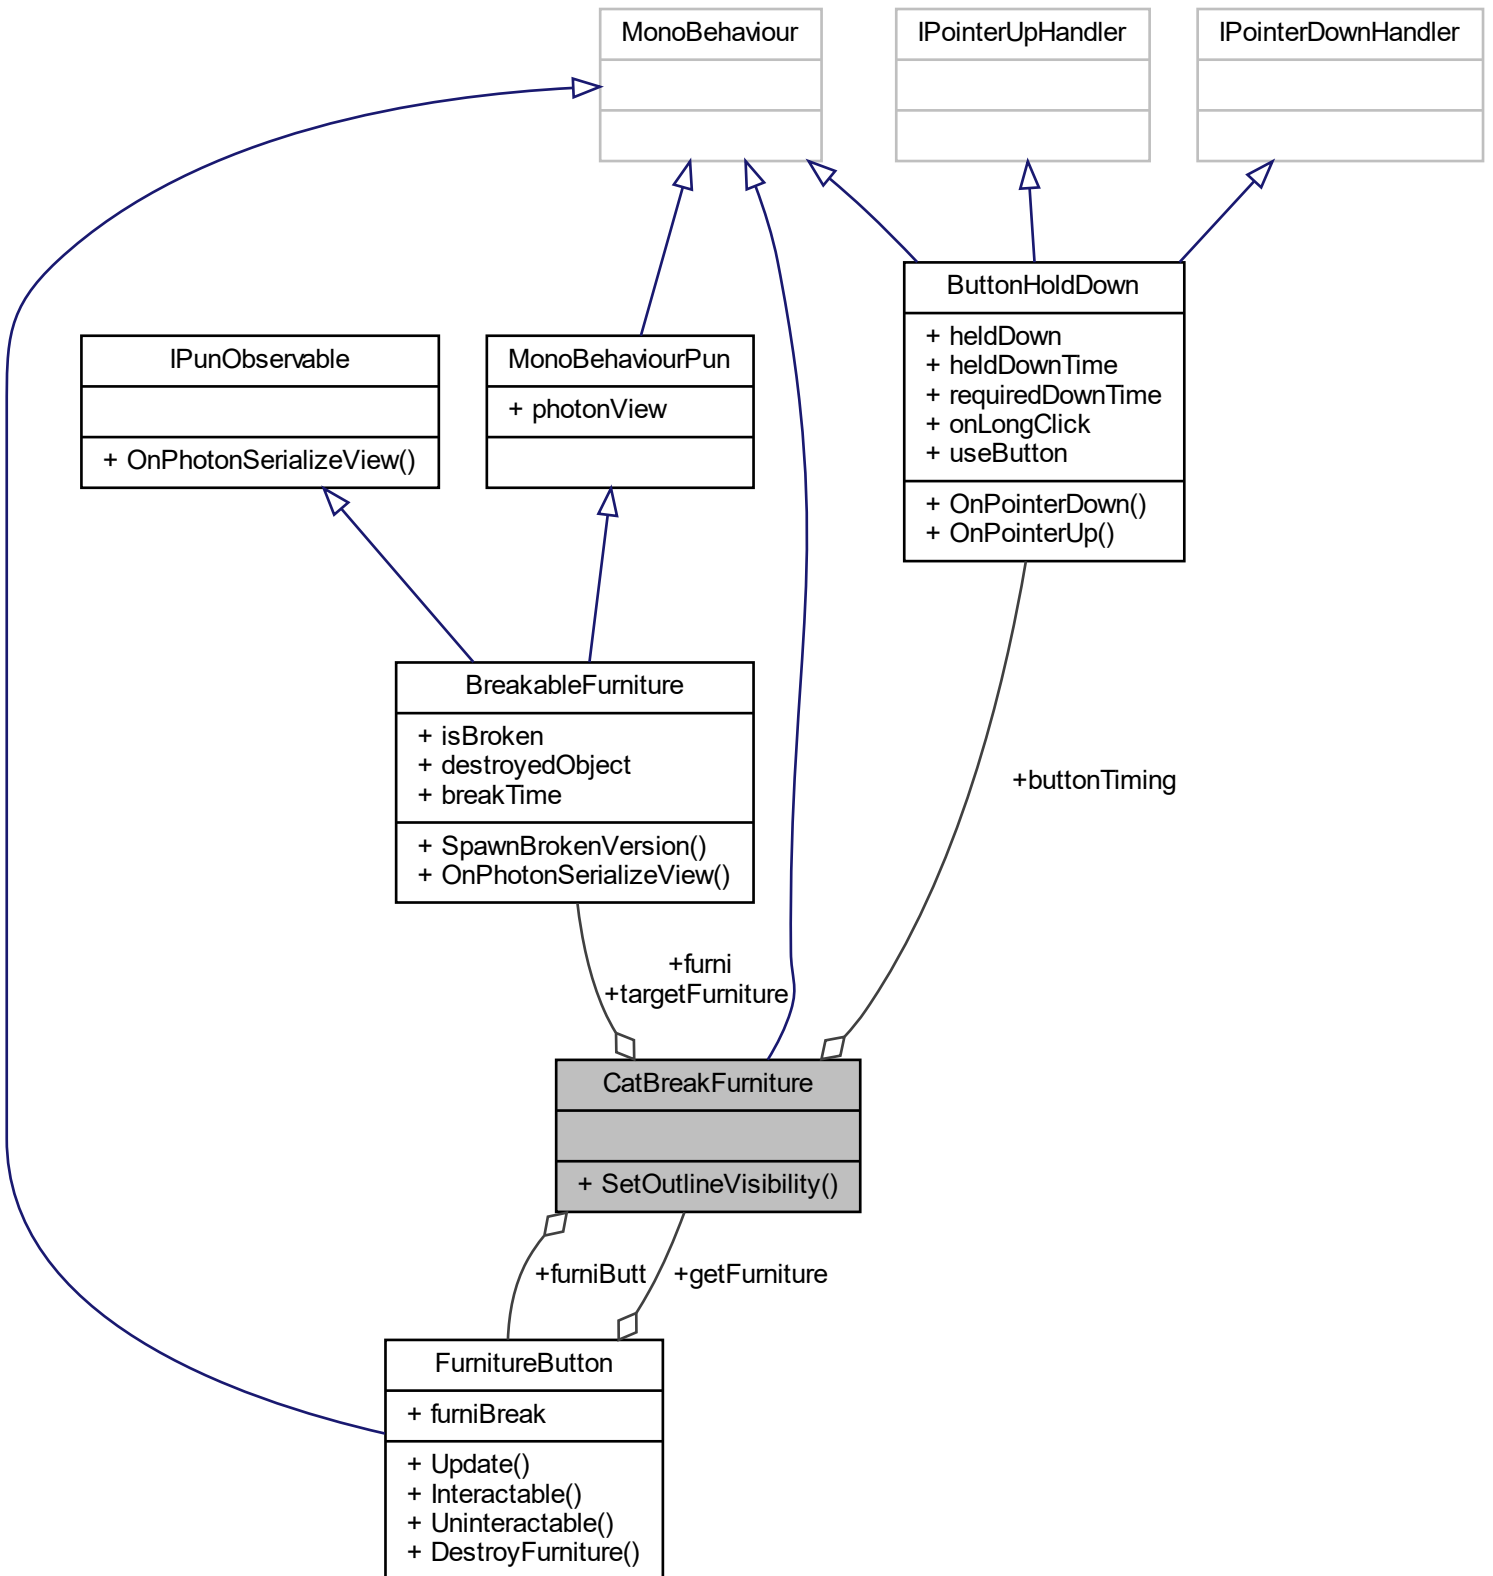 MonoBehaviour
IPointerUpHandler
IPointerDownHandler
ButtonHoldDown
+ heldDown
+ heldDownTime
+ requiredDownTime
+ onLongClick
+ useButton
+ OnPointerDown()
+ OnPointerUp()
IPunObservable
+ OnPhotonSerializeView()
MonoBehaviourPun
+ photonView
BreakableFurniture
+ isBroken
+ destroyedObject
+ breakTime
+ SpawnBrokenVersion()
+ OnPhotonSerializeView()
+buttonTiming
+furni
+targetFurniture
CatBreakFurniture
+ SetOutlineVisibility()
+furniButt
+getFurniture
FurnitureButton
+ furniBreak
+ Update()
+ Interactable()
+ Uninteractable()
+ DestroyFurniture()